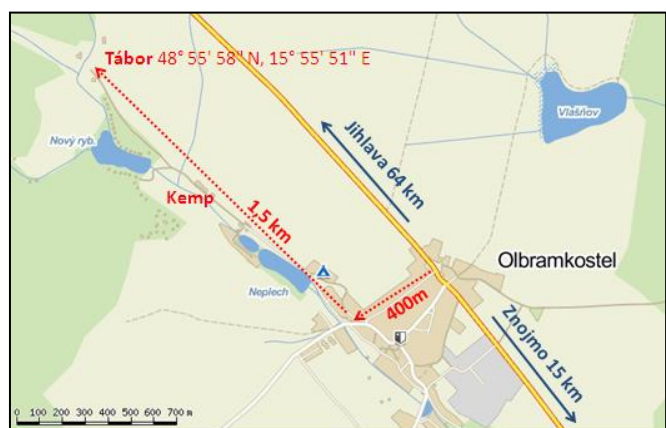 Tábor 48° 55' 58" N, 15° 55' 51" E
Vlašňov
Jihlava 64 km
Nový ryb.
Kemp
1,5 km
Olbramkostel
Neplech
400m
Znojmo 15 km
0 100 200 300 400 500 600 700 m